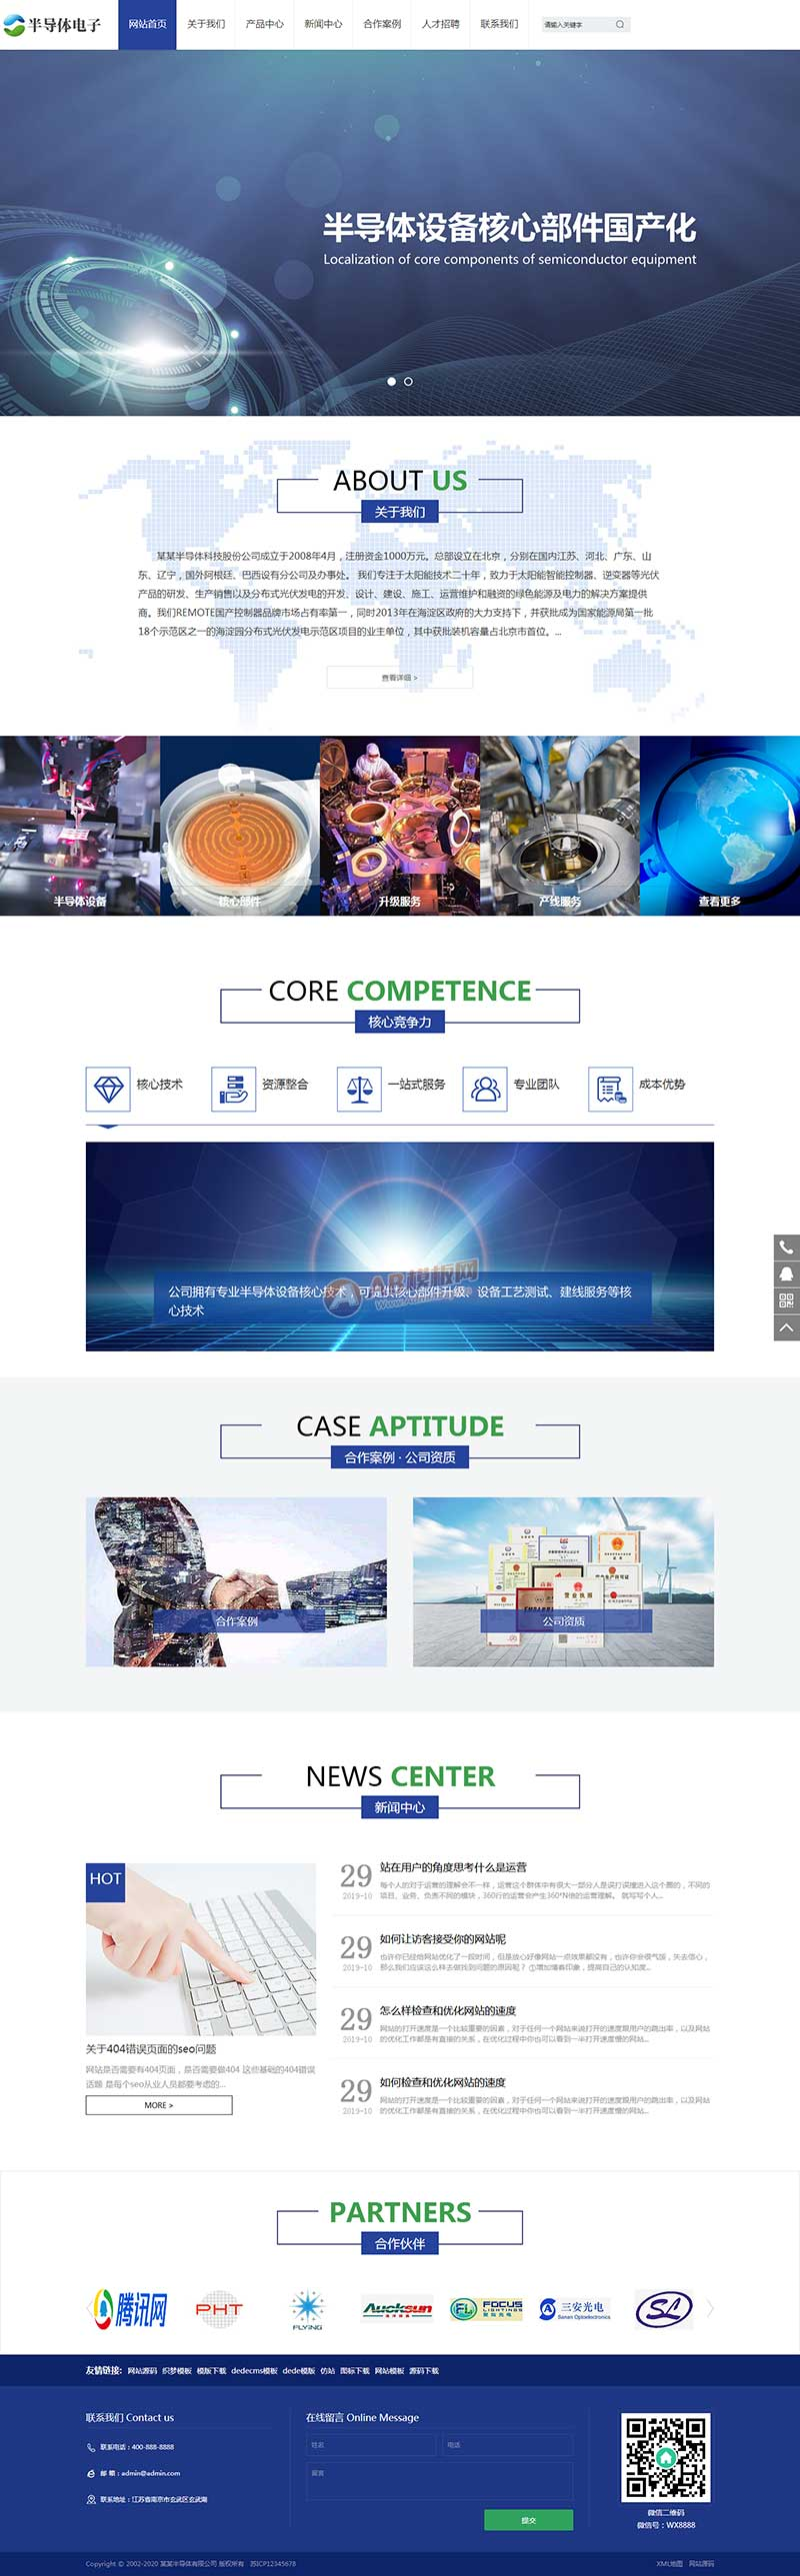 半导体电子
网站首页 关于我们 产品中心 新闻中心 合作案例 人才招聘 联系我们 请输入关键字
半导体设备核心部件国产化
Localization of core components of semiconductor equipment
ABOUT US
关于我们
某某半导体科技股份公司成立于2008年4月，注册资金1000万元。总部设立在北京，分别在国内江苏、河北、广东、山
东、辽宁，国外阿根廷、巴西设有分公司及办事处。 我们专注于太阳能技术二十年，致力于太阳能智能控制器、逆变器等光伏
产品的研发、生产销售以及分布式光伏发电的开发、设计、建设、施工、运营维护和融资的绿色能源及电力的解决方案提供
商。我们REMOTE国产控制器品牌市场占有率第一，同时2013年在海淀区政府的大力支持下，并获批成为国家能源局第一批
18个示范区之一的海淀园分布式光伏发电示范区项目的业主单位，其中获批装机容量占北京市首位。...
查看详细 >
半导体设备 核心部件 升级服务 产线服务 查看更多
CORE COMPETENCE
核心竞争力
核心技术 资源整合 一站式服务 专业团队 成本优势
公司拥有专业半导体设备核心技术，可提供核心部件升级、设备工艺测试、建线服务等核
心技术
AB模板网
CASE APTITUDE
合作案例 · 公司资质
合作案例 公司资质
营业执照
NEWS CENTER
新闻中心
HOT
关于404错误页面的seo问题
网站是否需要有404页面，是否需要做404 这些基础的404错误
话题 是每个seo从业人员都要考虑的...
MORE >
29
2019-10
站在用户的角度思考什么是运营
每个人的对于运营的理解会不一样，运营这个群体中有很大一部分人是误打误撞进入这个圈的，不同的
项目、业务、负责不同的模块，360行的运营会产生360*N他的运营理解。 就写写个人...
29
2019-10
如何让访客接受你的网站呢
也许你已经给网站优化了一段时间，但是放心好像网站一点效果都没有，也许你会很气馁，失去信心，
那么我们应该这么样去做找到问题的原因呢？ ①增加博客印象，提高自己的认知度...
29
2019-10
怎么样检查和优化网站的速度
网站的打开速度是一个比较重要的因素，对于任何一个网站来说打开的速度跟用户的跳出率，以及网站
的优化工作都是有直接的关系，在优化过程中你也可以看到一半打开速度慢的网站...
29
2019-10
如何检查和优化网站的速度
网站的打开速度是一个比较重要的因素，对于任何一个网站来说打开的速度跟用户的跳出率，以及网站
的优化工作都是有直接的关系，在优化过程中你也可以看到一半打开速度慢的网站...
PARTNERS
合作伙伴
腾讯网 PHT FLYING Aucksun FL FOCUS LIGHTINGS 聚灿光电 三安光电 Sanan Optoelectronics SL
友情链接: 网站源码 织梦模板 模版下载 dedecms模板 dede模版 仿站 图标下载 网站模板 源码下载
联系我们 Contact us
联系电话：400-888-8888
邮 箱：admin@admin.com
联系地址：江苏省南京市玄武区玄武湖
在线留言 Online Message
姓名 电话
留言
提交
微信二维码
微信号：WX8888
Copyright © 2002-2020 某某半导体有限公司 版权所有 苏ICP12345678
XML地图 网站源码